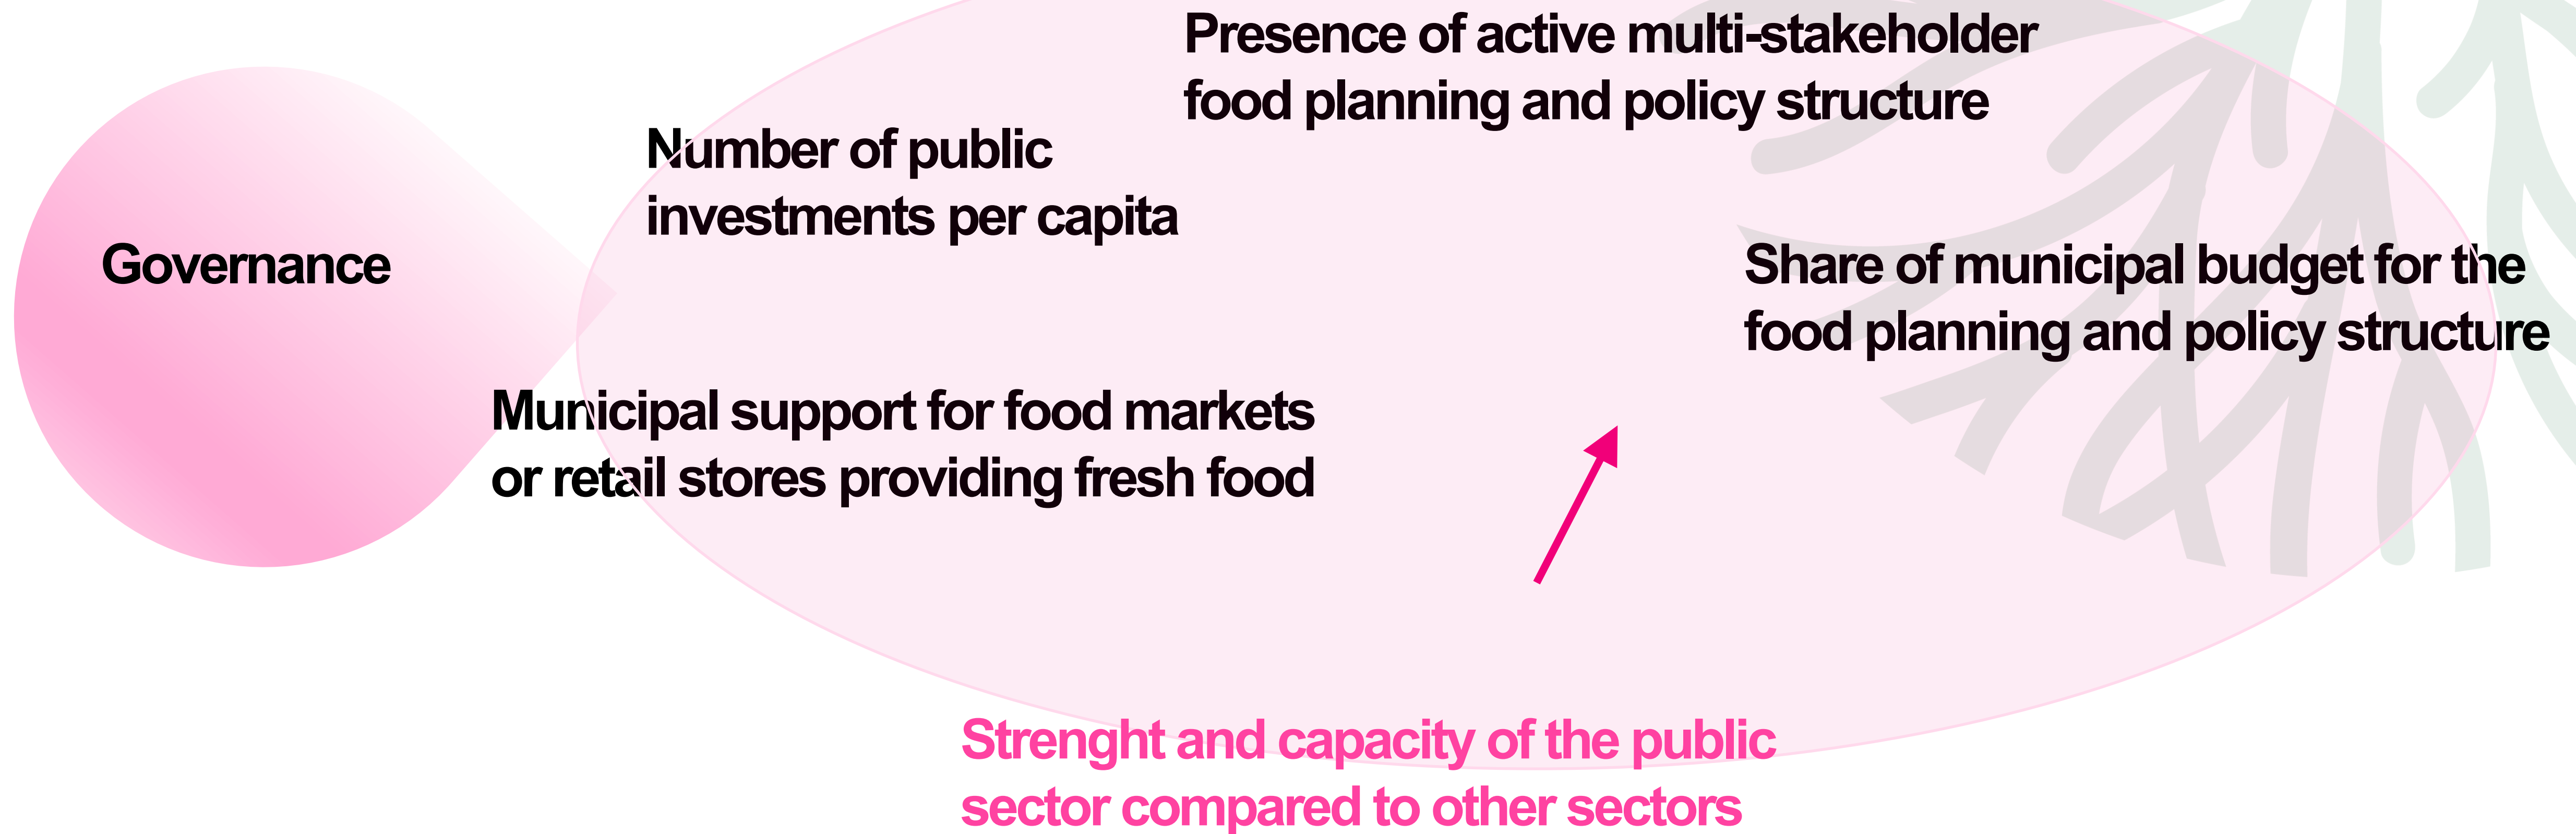 Presence of active multi-stakeholder
food planning and policy structure
Number of public
investments per capita
Governance
Share of municipal budget for the
food planning and policy structure
Municipal support for food markets
or retail stores providing fresh food
Strenght and capacity of the public
sector compared to other sectors